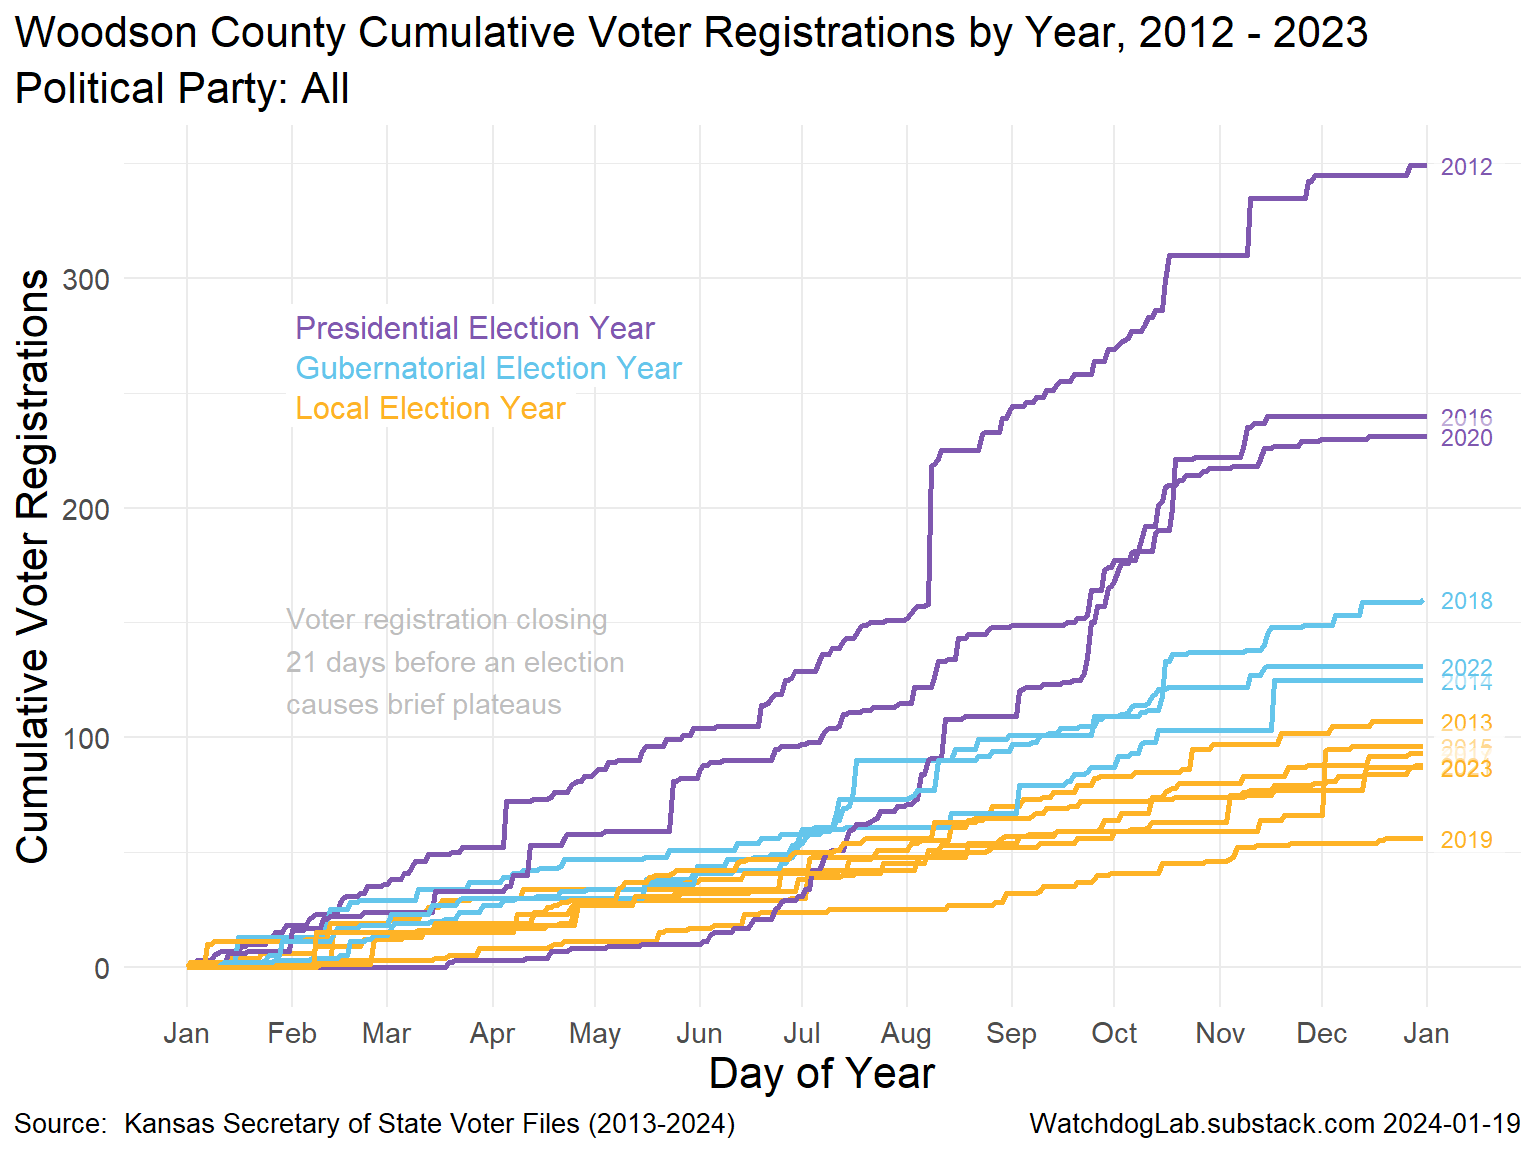 Woodson County Cumulative Voter Registrations by Year, 2012 - 2023
Political Party: All
Cumulative Voter Registrations
300
200
100
0
Presidential Election Year
Gubernatorial Election Year
Local Election Year
Voter registration closing
21 days before an election
causes brief plateaus
2012
2016
2020
2018
2022
2014
2013
2015
2023
2019
Jan Feb Mar Apr May Jun Jul Aug Sep Oct Nov Dec Jan
Day of Year
Source:  Kansas Secretary of State Voter Files (2013-2024)
WatchdogLab.substack.com 2024-01-19